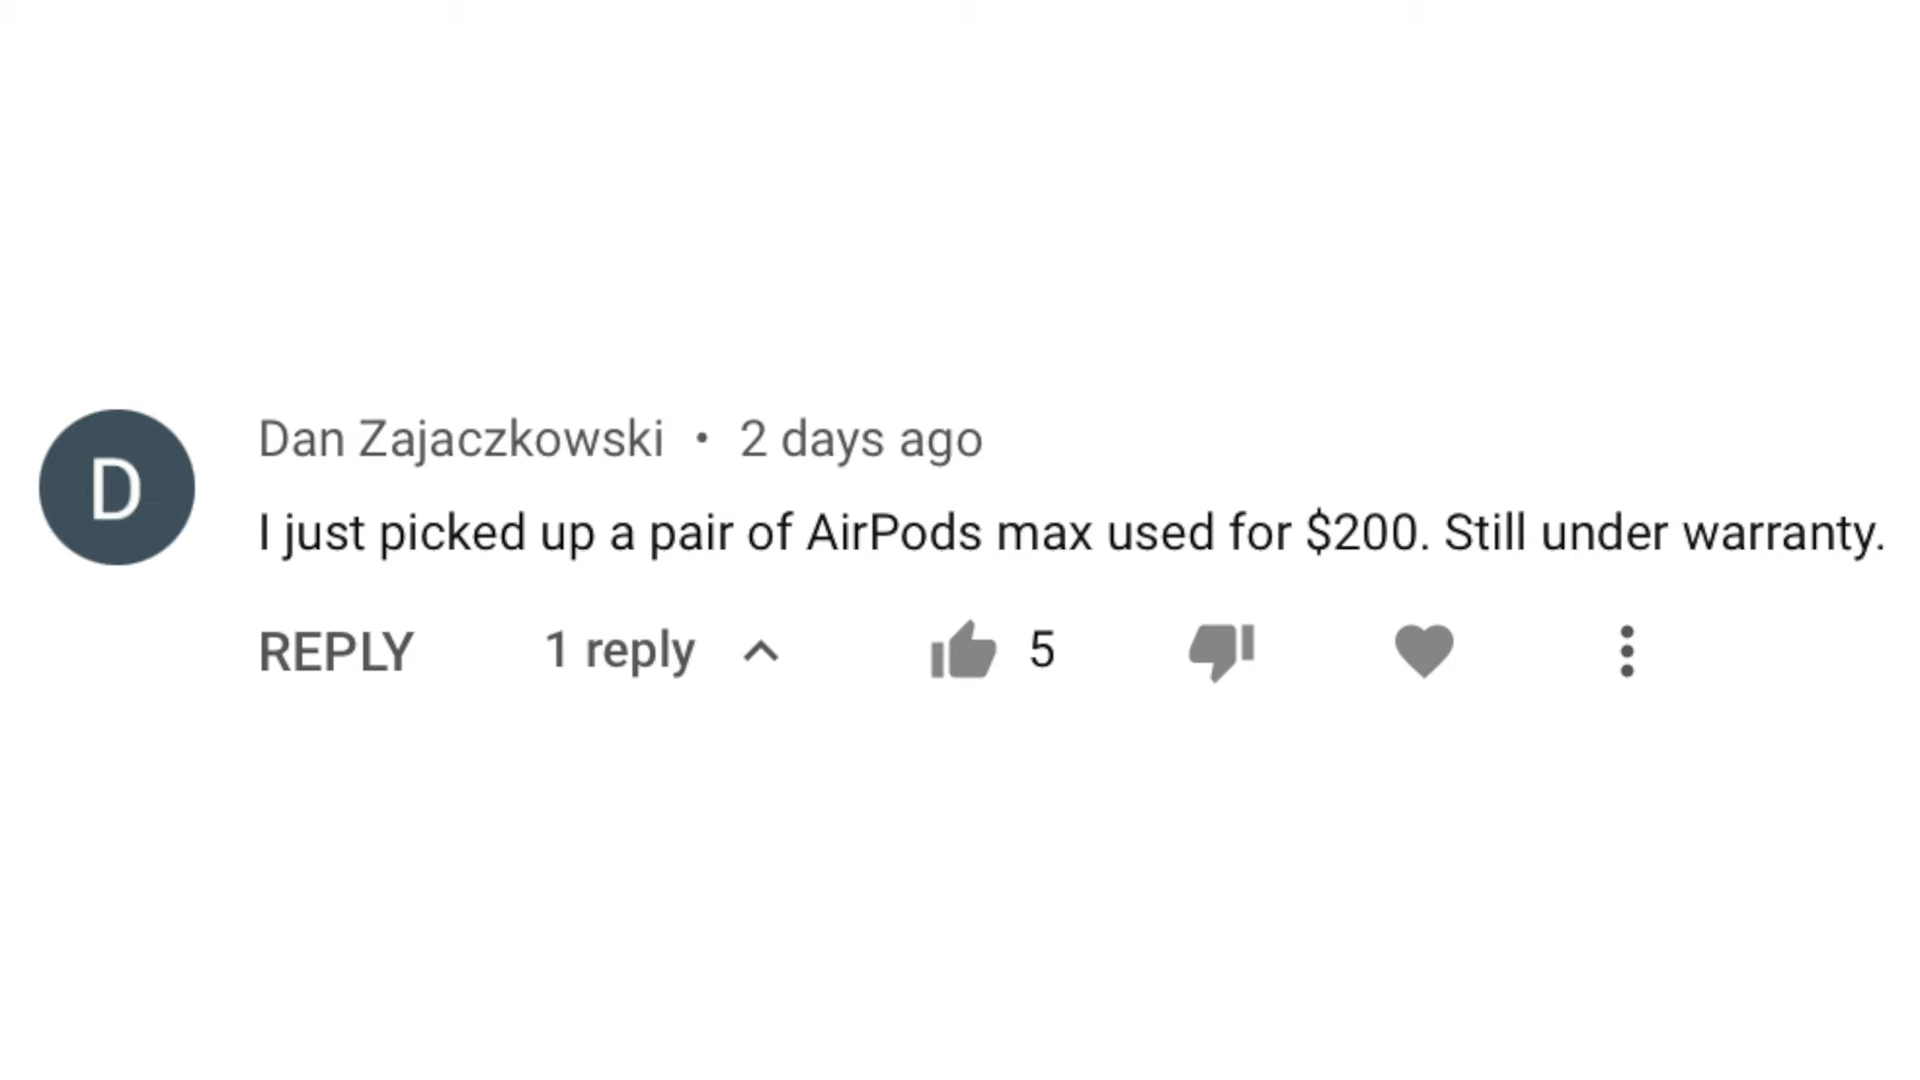 D
Dan Zajaczkowski • 2 days ago
I just picked up a pair of AirPods max used for $200. Still under warranty.
REPLY 1 reply 5